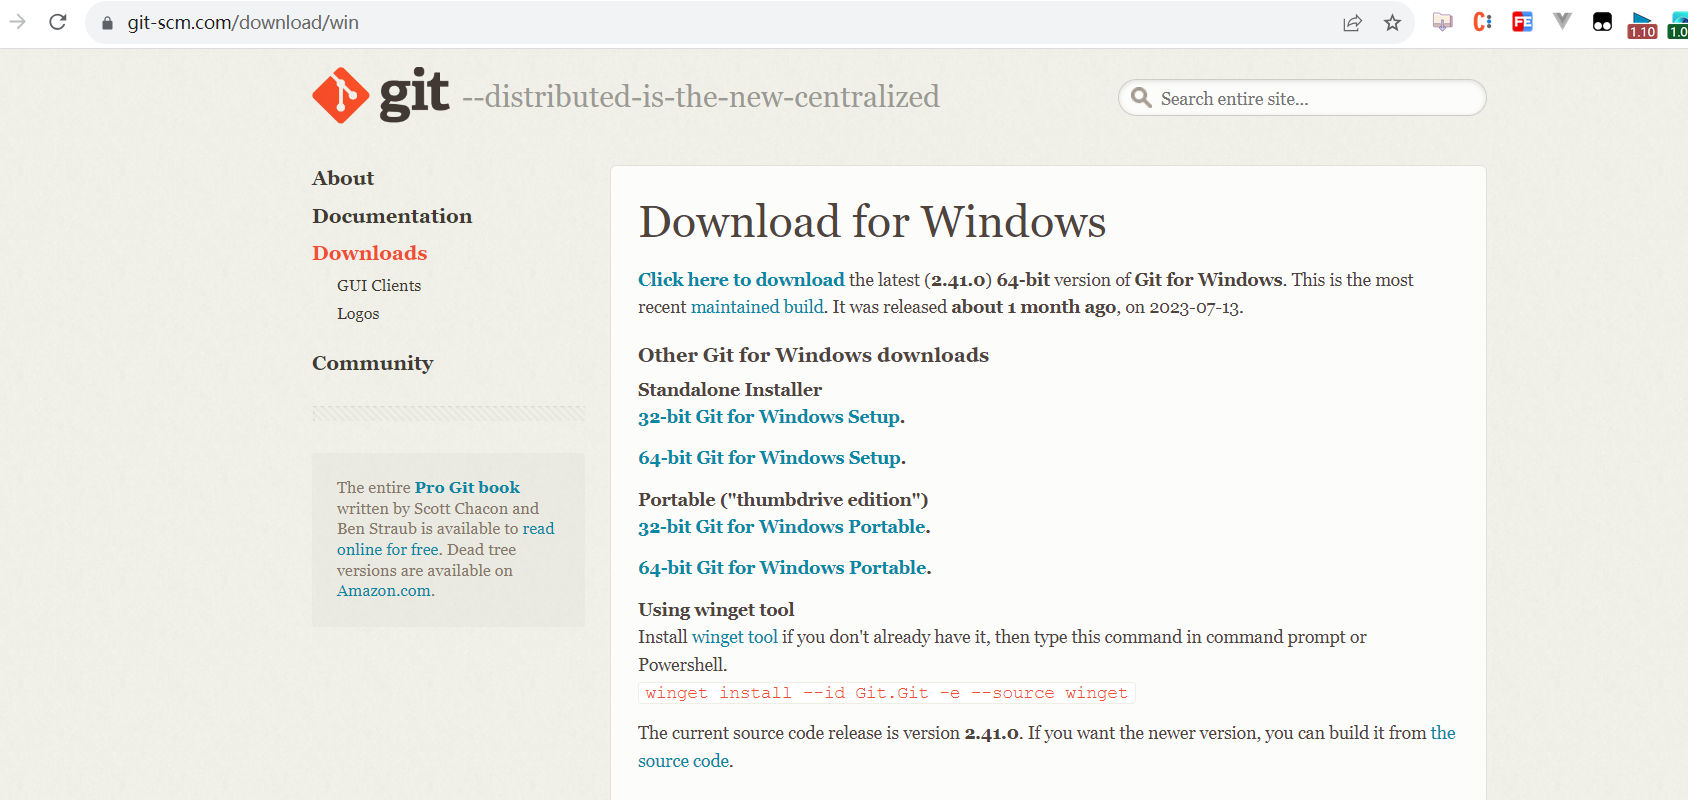 git-scm.com/download/win
1.10
1.0
git --distributed-is-the-new-centralized
Search entire site...
About
Documentation
Downloads
GUI Clients
Logos
Community
The entire Pro Git book
written by Scott Chacon and
Ben Straub is available to read
online for free. Dead tree
versions are available on
Amazon.com.
Download for Windows
Click here to download the latest (2.41.0) 64-bit version of Git for Windows. This is the most
recent maintained build. It was released about 1 month ago, on 2023-07-13.
Other Git for Windows downloads
Standalone Installer
32-bit Git for Windows Setup.
64-bit Git for Windows Setup.
Portable ("thumbdrive edition")
32-bit Git for Windows Portable.
64-bit Git for Windows Portable.
Using winget tool
Install winget tool if you don't already have it, then type this command in command prompt or
Powershell.
winget install --id Git.Git -e --source winget
The current source code release is version 2.41.0. If you want the newer version, you can build it from the
source code.